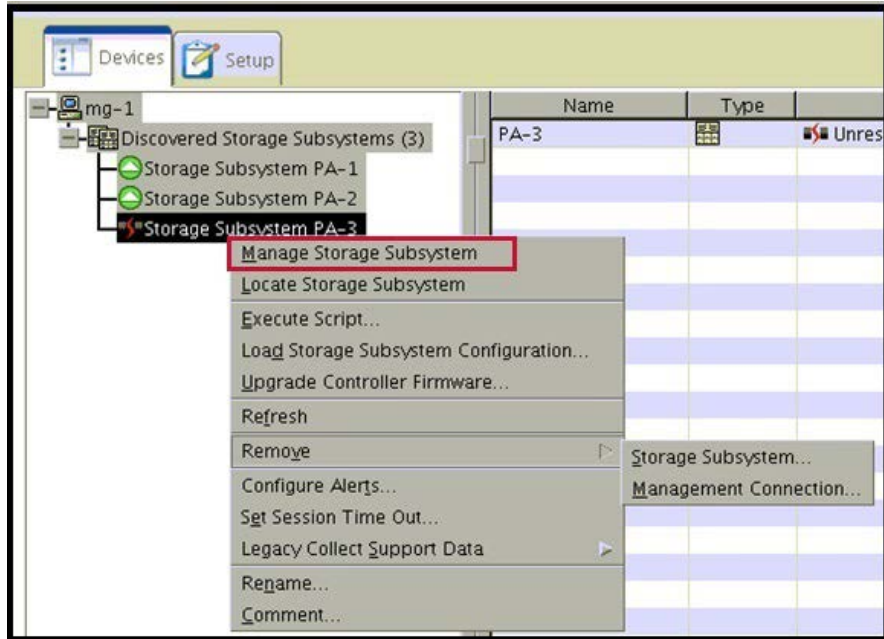 Devices
Setup
mg-1
Discovered Storage Subsystems (3)
Storage Subsystem PA-1
Storage Subsystem PA-2
Storage Subsystem PA-3
Name
Type
PA-3
Unres
Manage Storage Subsystem
Locate Storage Subsystem
Execute Script...
Load Storage Subsystem Configuration...
Upgrade Controller Firmware...
Refresh
Remove
Storage Subsystem...
Management Connection...
Configure Alerts...
Set Session Time Out...
Legacy Collect Support Data
Rename...
Comment...